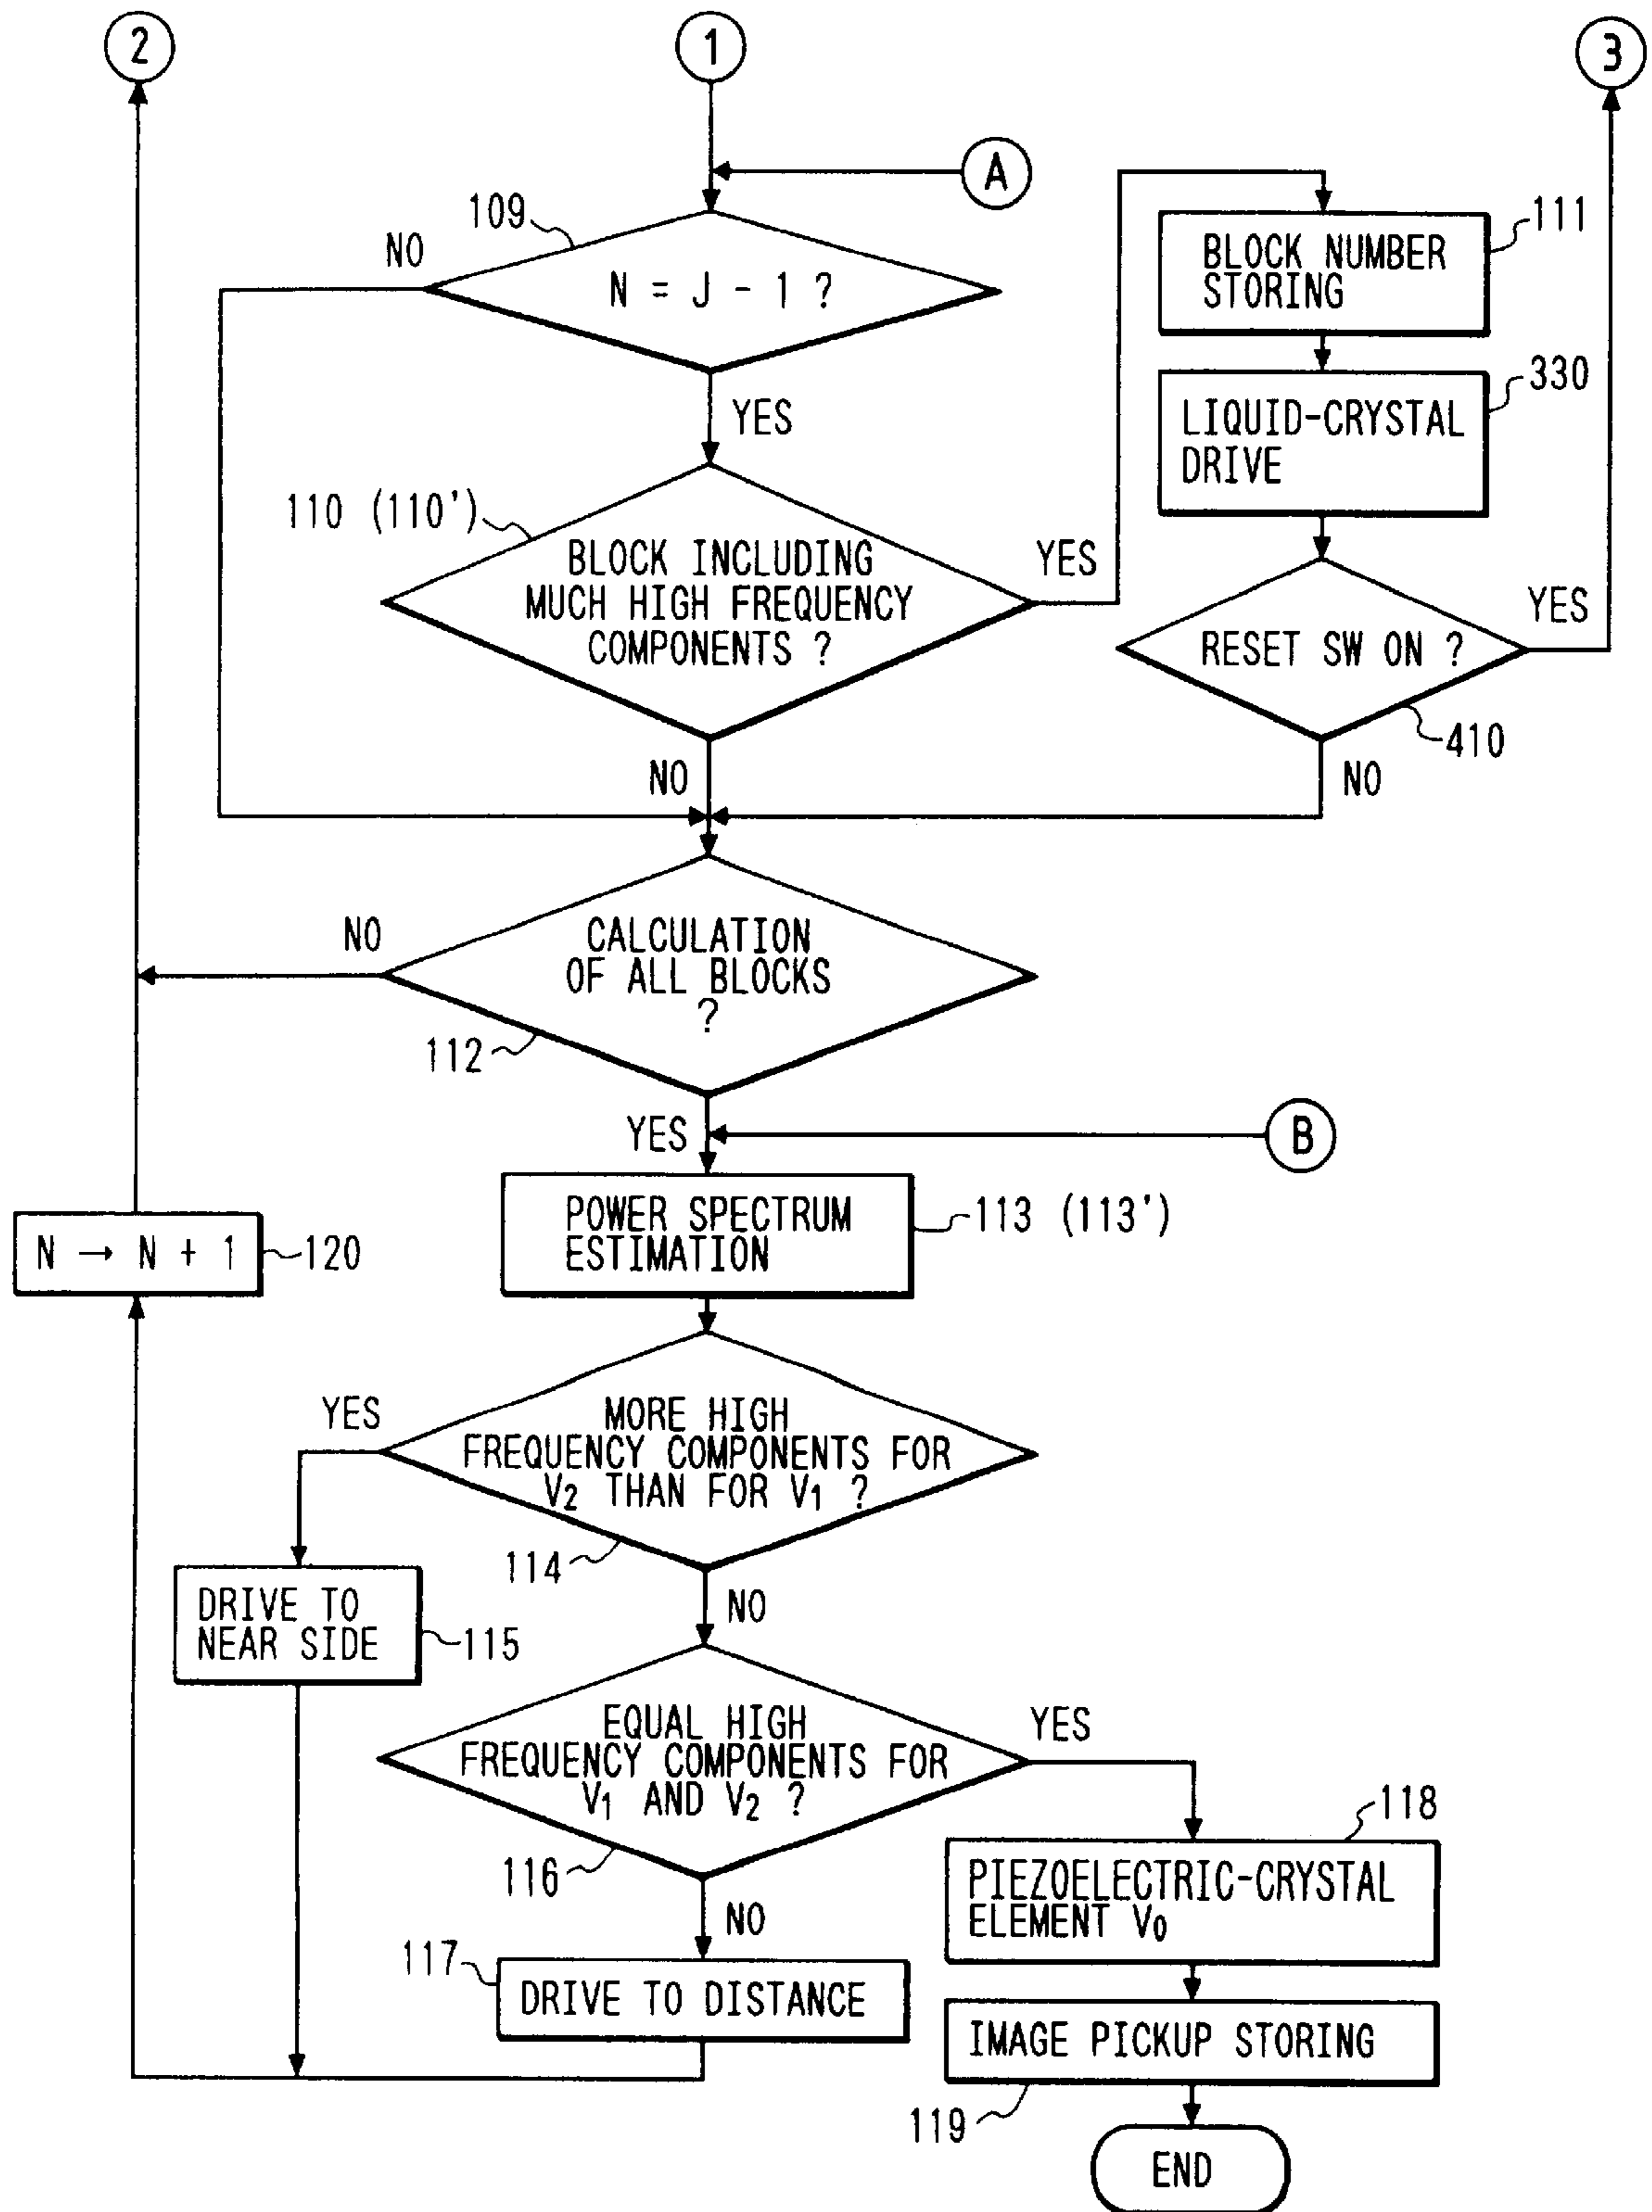 2
1
3
A
109
NO
N = J - 1 ?
YES
BLOCK NUMBER
STORING
111
LIQUID-CRYSTAL
DRIVE
330
110 (110')
BLOCK INCLUDING
MUCH HIGH FREQUENCY
COMPONENTS ?
YES
RESET SW ON ?
YES
410
NO
NO
CALCULATION
OF ALL BLOCKS
?
NO
112
YES
B
POWER SPECTRUM
ESTIMATION
113 (113')
N → N + 1
120
MORE HIGH
FREQUENCY COMPONENTS FOR
V2 THAN FOR V1 ?
YES
114
NO
DRIVE TO
NEAR SIDE
115
EQUAL HIGH
FREQUENCY COMPONENTS FOR
V1 AND V2 ?
YES
116
NO
118
PIEZOELECTRIC-CRYSTAL
ELEMENT V0
117
DRIVE TO DISTANCE
IMAGE PICKUP STORING
119
END